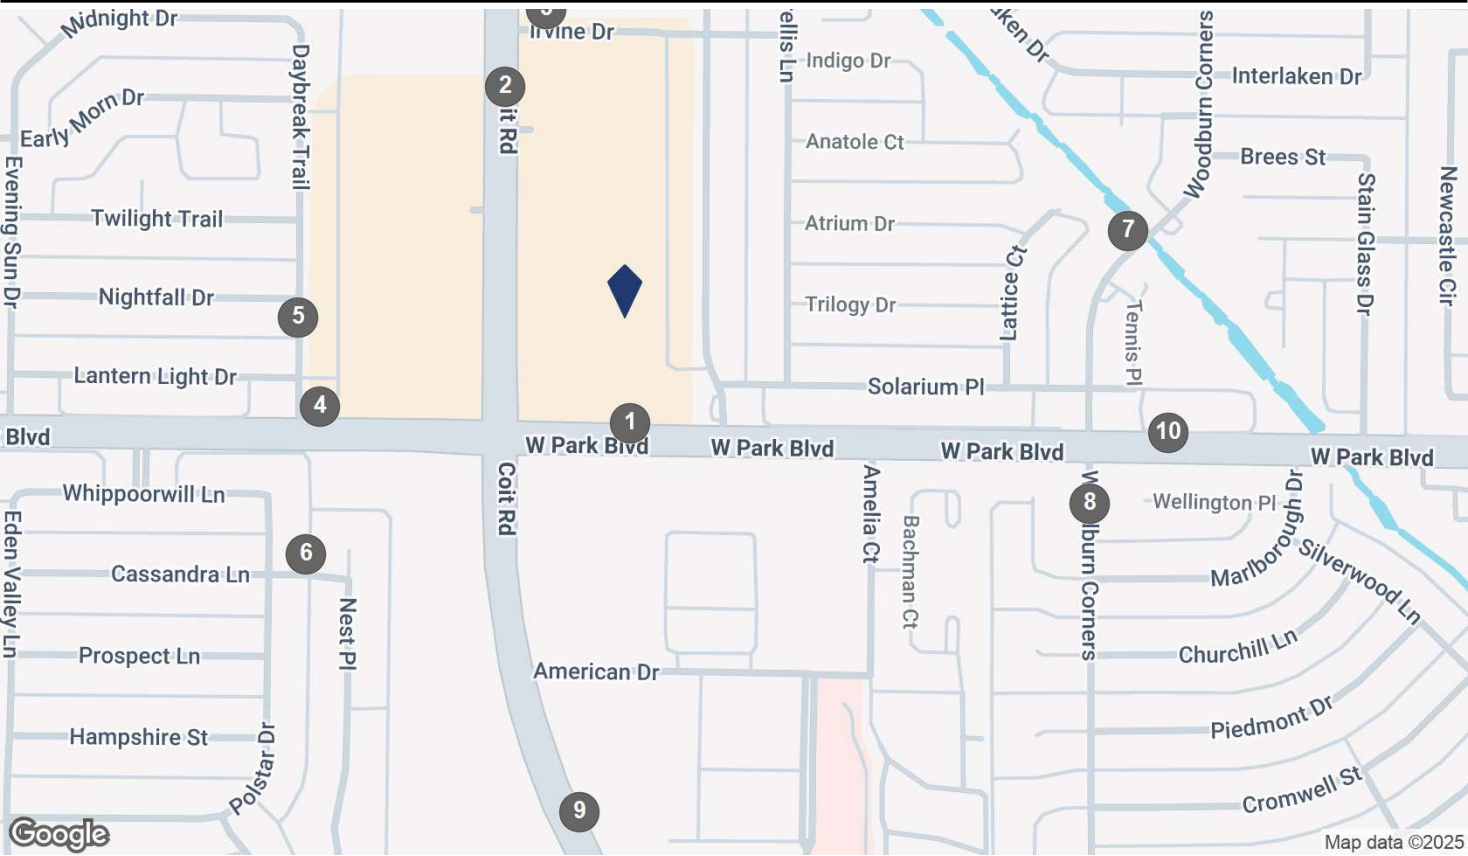 Midnight Dr
Irvine Dr
Interlaken Dr
Indigo Dr
Woodburn Corners
Early Morn Dr
Daybreak Trail
2
Coit Rd
Anatole Ct
Brees St
Evening Sun Dr
Twilight Trail
Atrium Dr
7
Stain Glass Dr
Newcastle Cir
Nightfall Dr
5
Trilogy Dr
Lattice Ct
Tennis Pl
Lantern Light Dr
Solarium Pl
4
1
10
Blvd
W Park Blvd
W Park Blvd
W Park Blvd
W Park Blvd
Whippoorwill Ln
Coit Rd
Amelia Ct
Bachman Ct
8
Wellington Pl
Marlborough Dr
Eden Valley Ln
6
Cassandra Ln
Silverwood Ln
lburn Corners
Nest Pl
Prospect Ln
American Dr
Churchill Ln
Hampshire St
Polstar Dr
Piedmont Dr
9
Cromwell St
Google
Map data ©2025